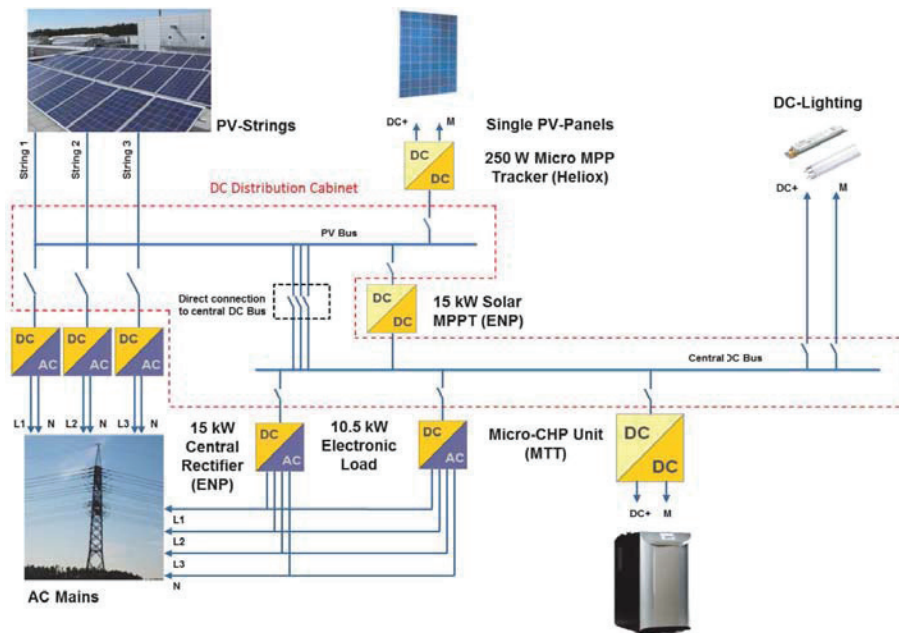 PV-Strings
String 1
String 2
String 3
DC+
M
Single PV-Panels
DC
DC
250 W Micro MPP
Tracker (Heliox)
DC-Lighting
DC+
M
DC Distribution Cabinet
PV Bus
Direct connection
to central DC Bus
DC
DC
15 kW Solar
MPPT (ENP)
Central DC Bus
DC
AC
DC
AC
DC
AC
L1
N
L2
N
L3
N
15 kW
Central
Rectifier
(ENP)
DC
AC
10.5 kW
Electronic
Load
DC
AC
Micro-CHP Unit
(MTT)
DC
DC
DC+
M
L1
L2
L3
N
AC Mains